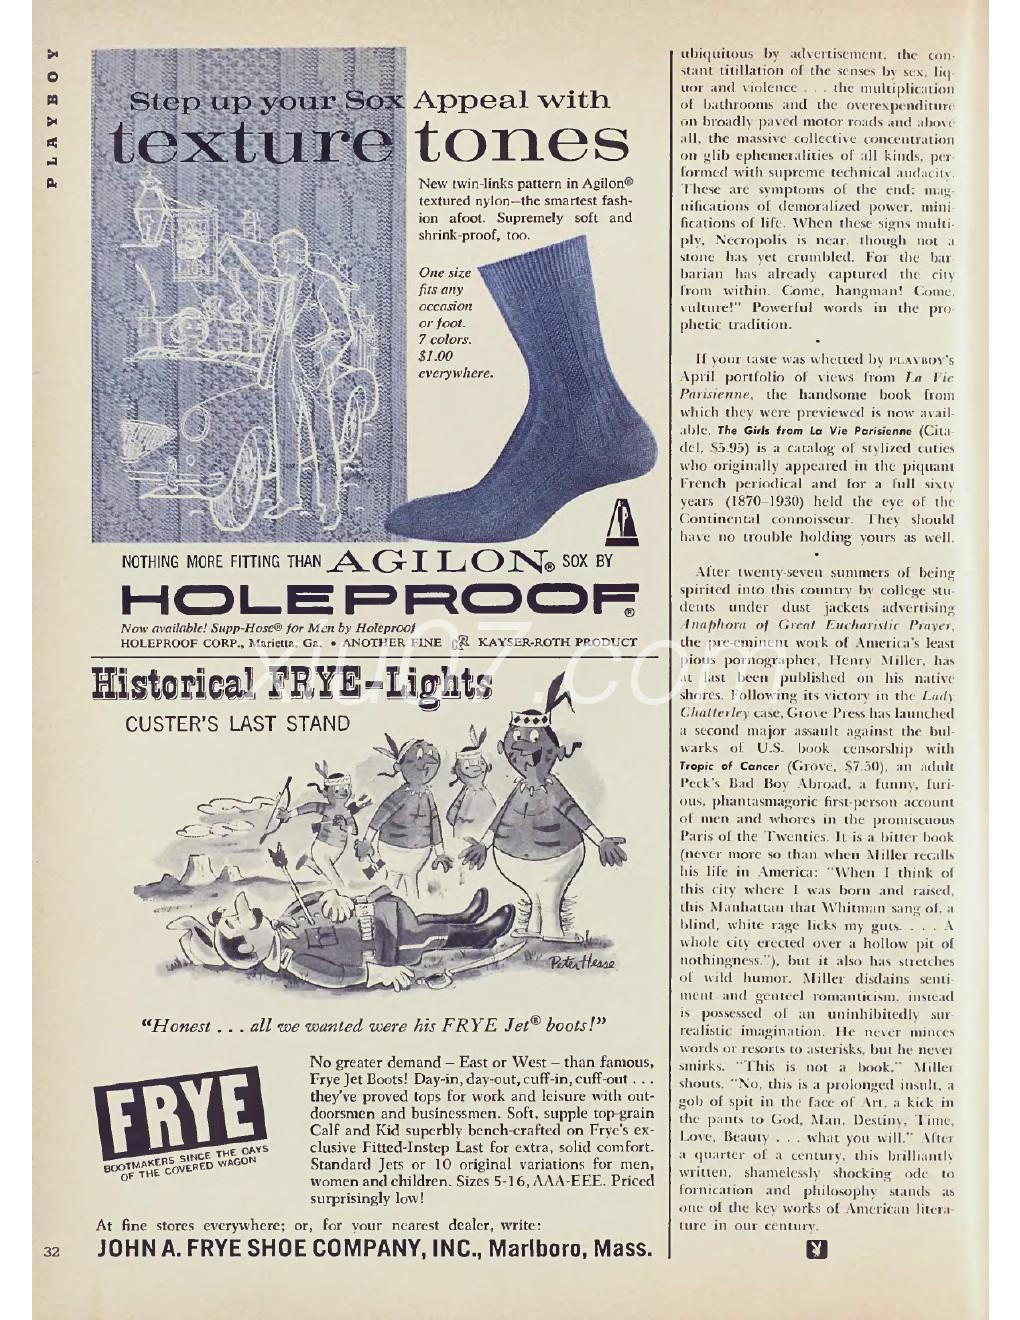 PLAYBOY
Step up your Sox Appeal with
texture tones
New twin-links pattern in Agilon®
textured nylon—the smartest fash-
ion afoot. Supremely soft and
shrink-proof, too.
One size
fits any
occasion
or foot.
7 colors.
$1.00
everywhere.
NOTHING MORE FITTING THAN AGILON® SOX BY
HOLEPROOF®
Now available! Supp-Hose® for Men by Holeproof
HOLEPROOF CORP., Marietta, Ga. • ANOTHER FINE KR KAYSER-ROTH PRODUCT
Historical FRYE-Lights
CUSTER'S LAST STAND
Peter Hesse
"Honest . . . all we wanted were his FRYE Jet® boots!"
FRYE
BOOTMAKERS SINCE THE DAYS
OF THE COVERED WAGON
No greater demand – East or West – than famous,
Frye Jet Boots! Day-in, day-out, cuff-in, cuff-out . . .
they've proved tops for work and leisure with out-
doorsmen and businessmen. Soft, supple top-grain
Calf and Kid superbly bench-crafted on Frye's ex-
clusive Fitted-Instep Last for extra, solid comfort.
Standard Jets or 10 original variations for men,
women and children. Sizes 5-16, AAA-EEE. Priced
surprisingly low!
At fine stores everywhere; or, for your nearest dealer, write:
JOHN A. FRYE SHOE COMPANY, INC., Marlboro, Mass.
32
ubiquitous by advertisement, the con-
stant titillation of the senses by sex, liq-
uor and violence . . . the multiplication
of bathrooms and the overexpenditure
on broadly paved motor roads and above
all, the massive collective concentration
on glib ephemeralities of all kinds, per-
formed with supreme technical audacity.
These are symptoms of the end: mag-
nifications of demoralized power, mini-
fications of life. When these signs multi-
ply, Necropolis is near, though not a
stone has yet crumbled. For the bar-
barian has already captured the city
from within. Come, hangman! Come,
vulture!" Powerful words in the pro-
phetic tradition.
•
If your taste was whetted by PLAYBOY'S
April portfolio of views from La Vie
Parisienne, the handsome book from
which they were previewed is now avail-
able. The Girls from La Vie Parisienne (Cita-
del, $5.95) is a catalog of stylized cuties
who originally appeared in the piquant
French periodical and for a full sixty
years (1870–1930) held the eye of the
Continental connoisseur. They should
have no trouble holding yours as well.
•
After twenty-seven summers of being
spirited into this country by college stu-
dents under dust jackets advertising
Anaphora of Great Eucharistic Prayer,
the pre-eminent work of America's least
pious pornographer, Henry Miller, has
at last been published on his native
shores. Following its victory in the Lady
Chatterley case, Grove Press has launched
a second major assault against the bul-
warks of U.S. book censorship with
Tropic of Cancer (Grove, $7.50), an adult
Peck's Bad Boy Abroad, a funny, furi-
ous, phantasmagoric first-person account
of men and whores in the promiscuous
Paris of the Twenties. It is a bitter book
(never more so than when Miller recalls
his life in America: "When I think of
this city where I was born and raised,
this Manhattan that Whitman sang of, a
blind, white rage licks my guts. . . . A
whole city erected over a hollow pit of
nothingness."), but it also has stretches
of wild humor. Miller disdains senti-
ment and genteel romanticism, instead
is possessed of an uninhibitedly sur-
realistic imagination. He never minces
words or resorts to asterisks, but he never
smirks. "This is not a book," Miller
shouts, "No, this is a prolonged insult, a
gob of spit in the face of Art, a kick in
the pants to God, Man, Destiny, Time,
Love, Beauty . . . what you will." After
a quarter of a century, this brilliantly
written, shamelessly shocking ode to
fornication and philosophy stands as
one of the key works of American litera-
ture in our century.